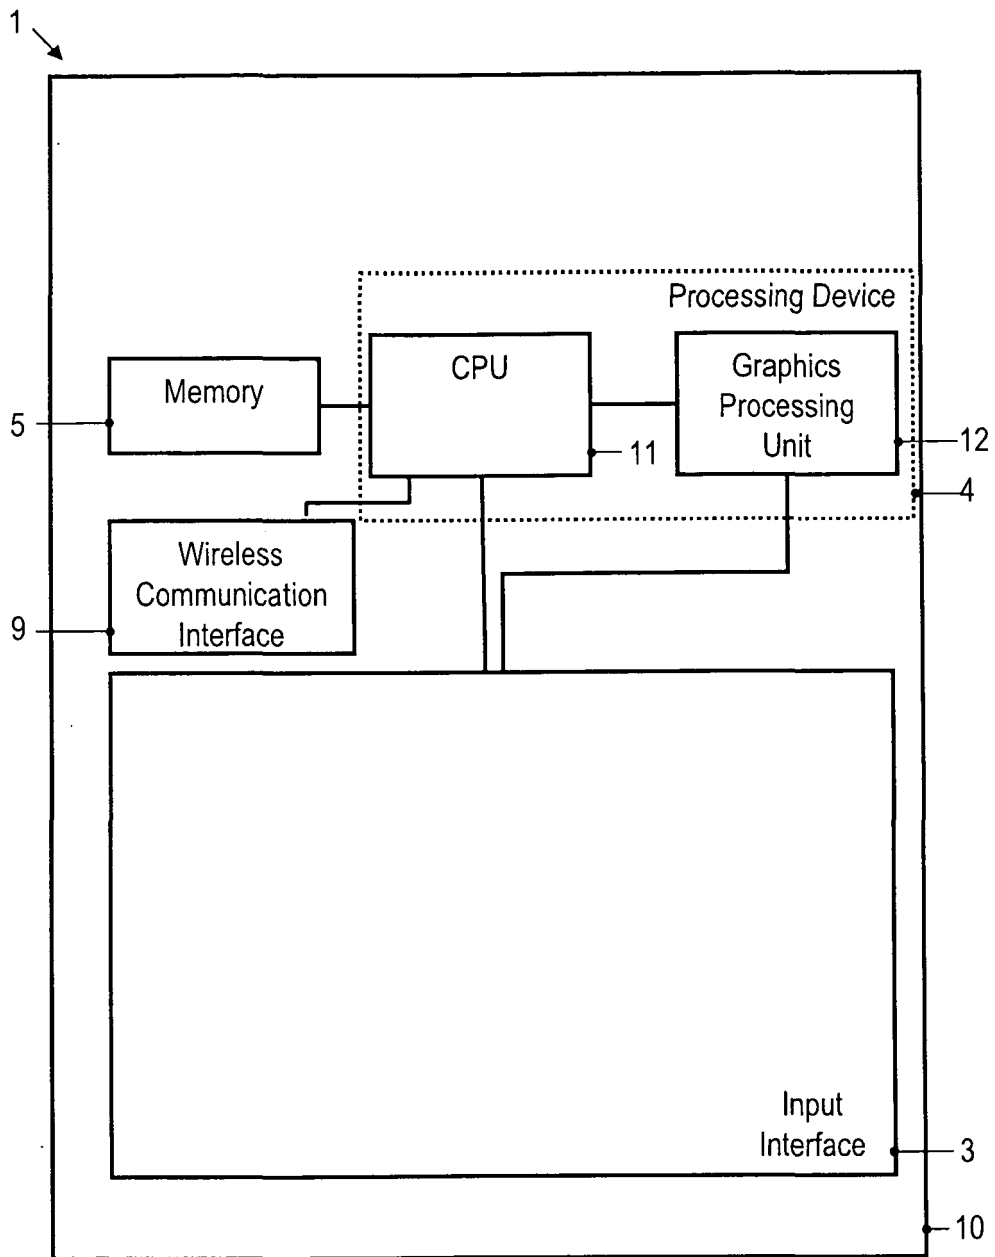 1
Processing Device
CPU
Graphics
Processing
Unit
Memory
5
11
12
4
Wireless
Communication
Interface
9
Input
Interface
3
10